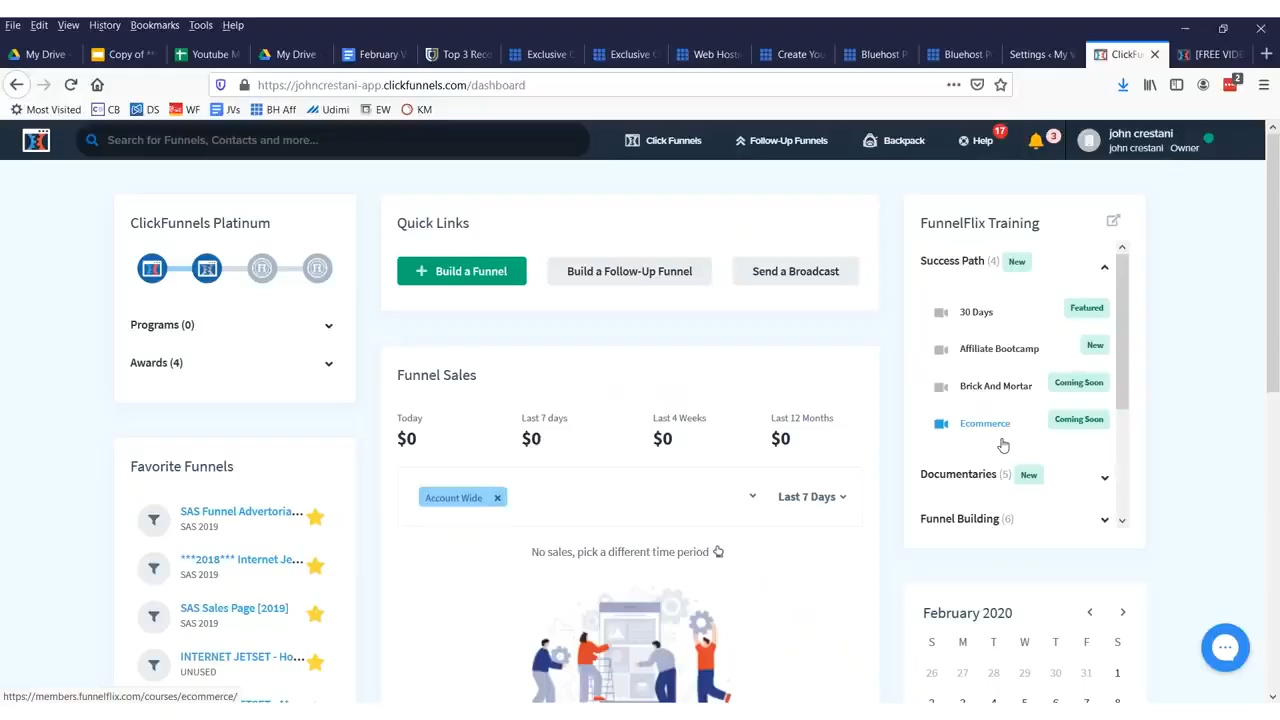 File Edit View History Bookmarks Tools Help
My Drive Copy of ** Youtube M My Drive February V Top 3 Reco Exclusive C Exclusive C Web Host Create You Bluehost P Bluehost P Settings ‹ My V ClickFu [FREE VIDE
https://johncrestani-app.clickfunnels.com/dashboard
2
Most Visited CB DS WF JVs BH Aff Udimi EW KM
Search for Funnels, Contacts and more...
Click Funnels Follow-Up Funnels Backpack Help 17 3
john crestani
john crestani Owner
ClickFunnels Platinum
Programs (0)
Awards (4)
Favorite Funnels
SAS Funnel Advertoria...
SAS 2019
***2018*** Internet Je...
SAS 2019
SAS Sales Page [2019]
SAS 2019
INTERNET JETSET - Ho...
UNUSED
Quick Links
+ Build a Funnel Build a Follow-Up Funnel Send a Broadcast
Funnel Sales
Today Last 7 days Last 4 Weeks Last 12 Months
$0 $0 $0 $0
Account Wide x Last 7 Days
No sales, pick a different time period
FunnelFlix Training
Success Path (4) New
30 Days Featured
Affiliate Bootcamp New
Brick And Mortar Coming Soon
Ecommerce Coming Soon
Documentaries (5) New
Funnel Building (6)
February 2020
S M T W T F S
26 27 28 29 30 31 1
https://members.funnelflix.com/courses/ecommerce/